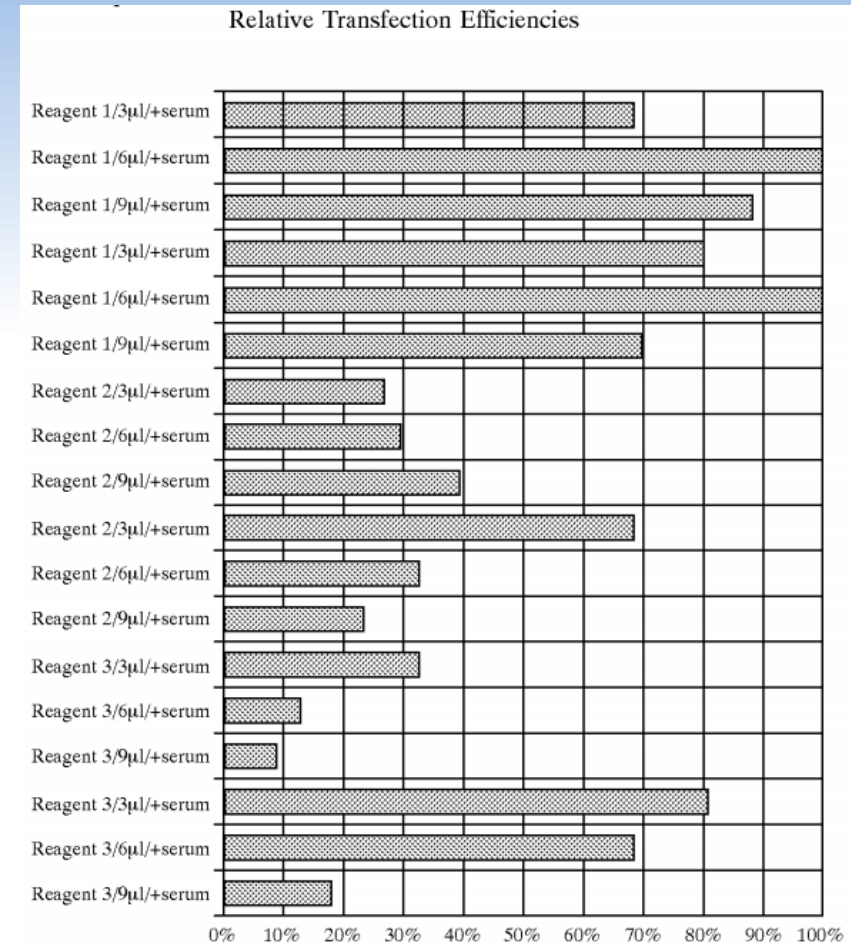 Relative Transfection Efficiencies
Reagent 1/3µl/+serum
Reagent 1/6µl/+serum
Reagent 1/9µl/+serum
Reagent 1/3µl/+serum
Reagent 1/6µl/+serum
Reagent 1/9µl/+serum
Reagent 2/3µl/+serum
Reagent 2/6µl/+serum
Reagent 2/9µl/+serum
Reagent 2/3µl/+serum
Reagent 2/6µl/+serum
Reagent 2/9µl/+serum
Reagent 3/3µl/+serum
Reagent 3/6µl/+serum
Reagent 3/9µl/+serum
Reagent 3/3µl/+serum
Reagent 3/6µl/+serum
Reagent 3/9µl/+serum
0% 10% 20% 30% 40% 50% 60% 70% 80% 90% 100%